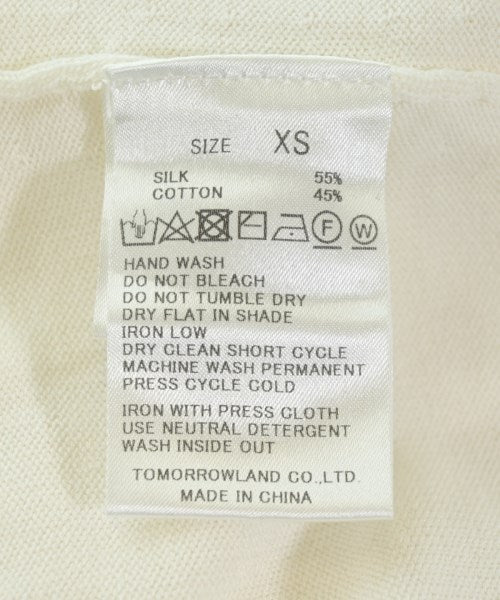 SIZE XS
SILK 55%
COTTON 45%
F W
HAND WASH
DO NOT BLEACH
DO NOT TUMBLE DRY
DRY FLAT IN SHADE
IRON LOW
DRY CLEAN SHORT CYCLE
MACHINE WASH PERMANENT
PRESS CYCLE COLD
IRON WITH PRESS CLOTH
USE NEUTRAL DETERGENT
WASH INSIDE OUT
TOMORROWLAND CO.,LTD.
MADE IN CHINA